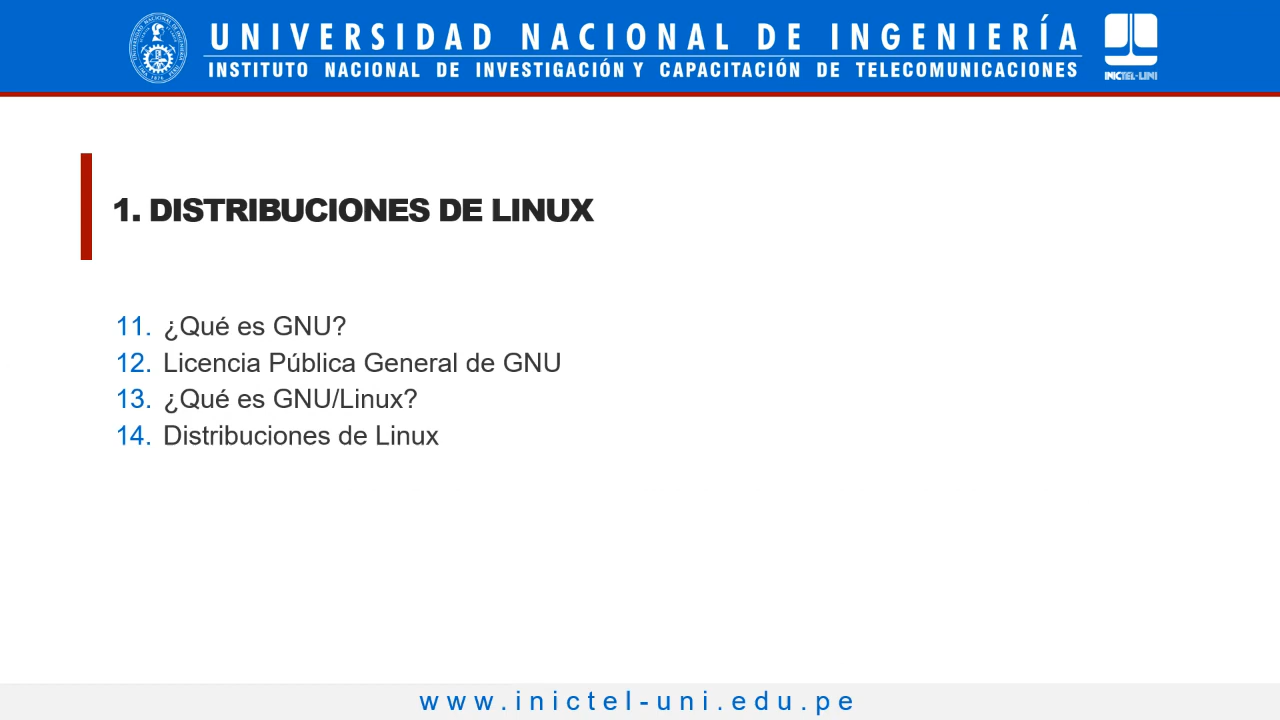 UNIVERSIDAD NACIONAL DE INGENIERÍA
INSTITUTO NACIONAL DE INVESTIGACIÓN Y CAPACITACIÓN DE TELECOMUNICACIONES
INICTEL-UNI
1. DISTRIBUCIONES DE LINUX
11. ¿Qué es GNU?
12. Licencia Pública General de GNU
13. ¿Qué es GNU/Linux?
14. Distribuciones de Linux
www.inictel-uni.edu.pe